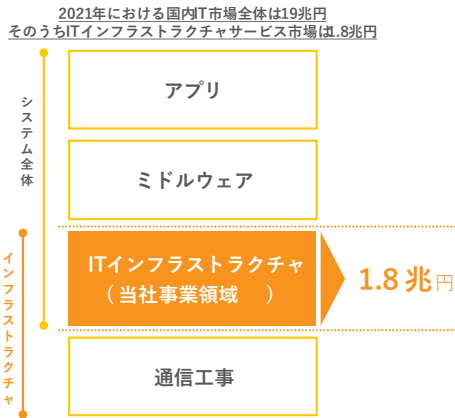 2021年における国内IT市場全体は19兆円
そのうちITインフラストラクチャサービス市場は1.8兆円
システム全体
アプリ
ミドルウェア
インフラストラクチャ
ITインフラストラクチャ
（当社事業領域　）
1.8 兆円
通信工事